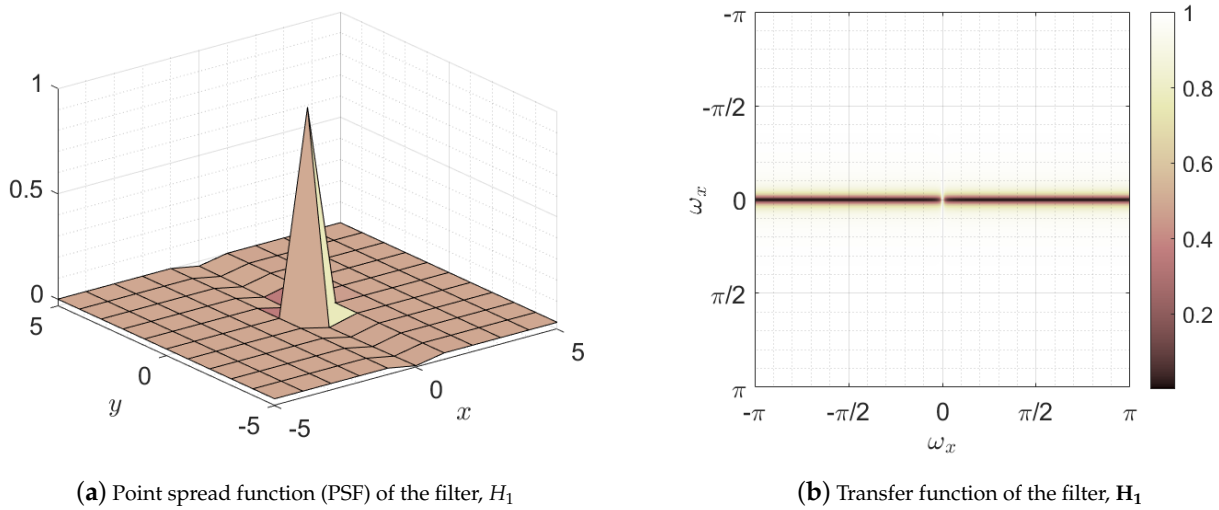 1
0.5
0
5
0
-5
y
-5
0
5
x
-π
-π/2
0
π/2
π
ω_x
-π
-π/2
0
π/2
π
ω_x
1
0.8
0.6
0.4
0.2
(a) Point spread function (PSF) of the filter, H₁
(b) Transfer function of the filter, H₁